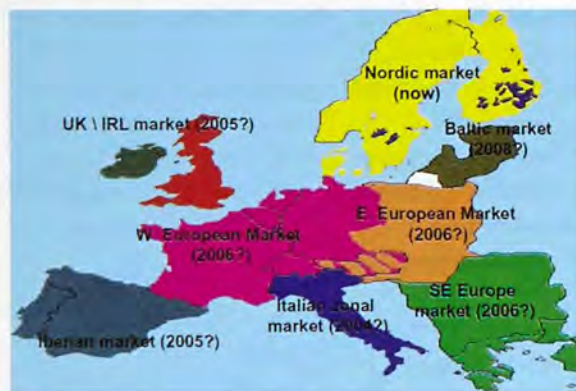 Nordic market
(now)
UK \ IRL market (2005?)
Baltic market
(2008?)
W. European Market
(2006?)
E. European Market
(2006?)
SE Europe
market (2006?)
Italian zonal
market (2004?)
Iberian market (2005?)